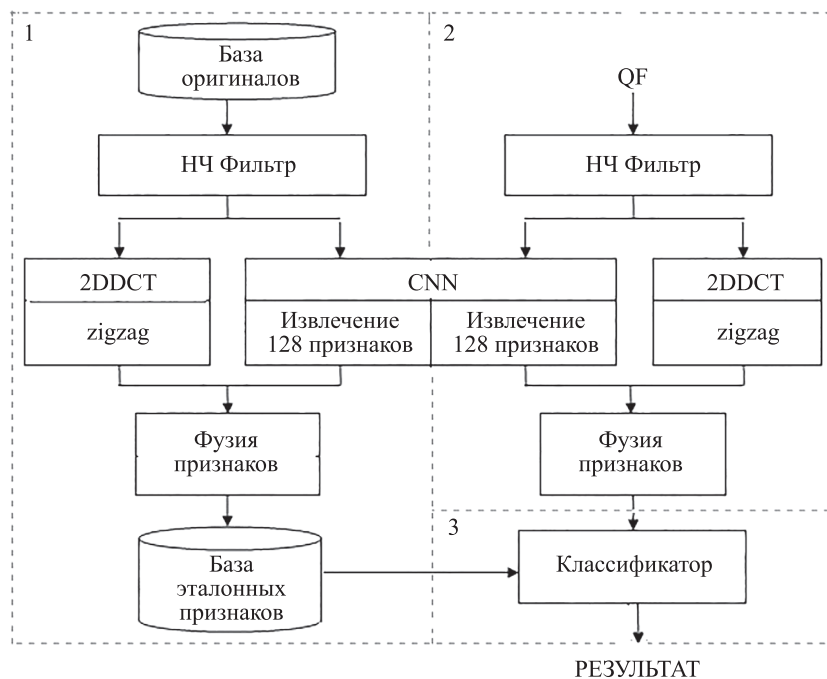 1
База
оригиналов
НЧ Фильтр
2DDCT
zigzag
CNN
Извлечение
128 признаков
Извлечение
128 признаков
Фузия
признаков
База
эталонных
признаков
2
QF
НЧ Фильтр
2DDCT
zigzag
Фузия
признаков
3
Классификатор
РЕЗУЛЬТАТ